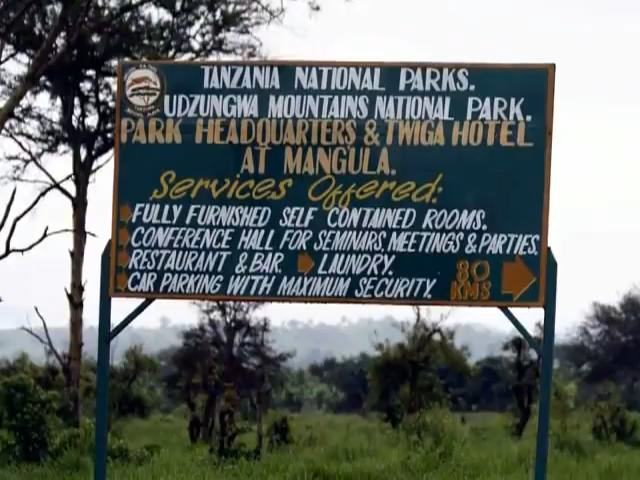 TANZANIA NATIONAL PARKS.
UDZUNGWA MOUNTAINS NATIONAL PARK.
PARK HEADQUARTERS & TWIGA HOTEL
AT MANGULA.
Services Offered:
FULLY FURNISHED SELF CONTAINED ROOMS.
CONFERENCE HALL FOR SEMINARS MEETINGS & PARTIES.
RESTAURANT & BAR. LAUNDRY.
CAR PARKING WITH MAXIMUM SECURITY.
80
KMS